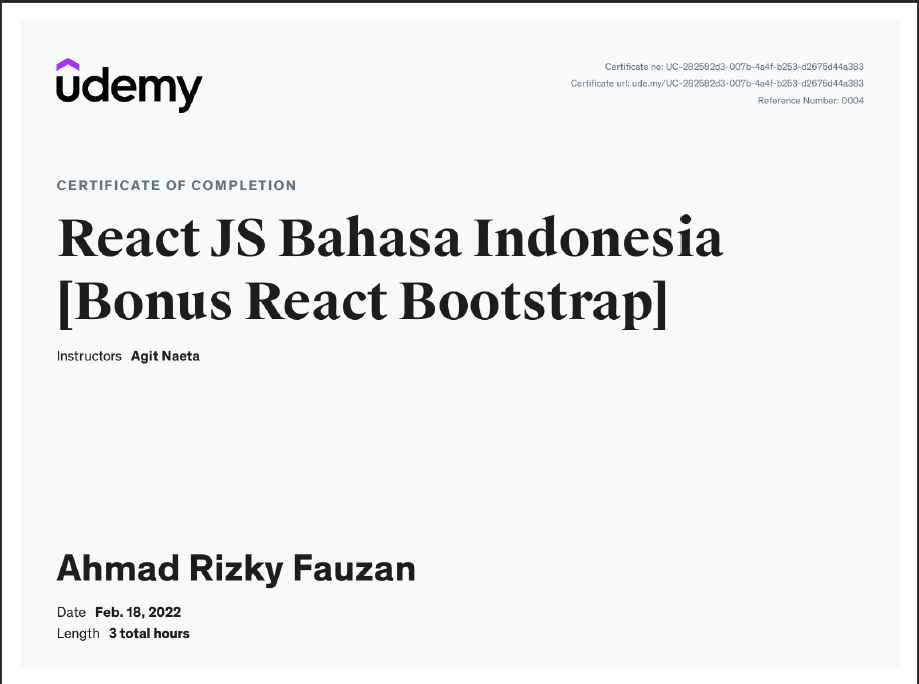 udemy
Certificate no: UC-282582d3-007b-4a4f-b253-d2675d44a383
Certificate url: ude.my/UC-282582d3-007b-4a4f-b253-d2675d44a383
Reference Number: 0004
CERTIFICATE OF COMPLETION
React JS Bahasa Indonesia
[Bonus React Bootstrap]
Instructors Agit Naeta
Ahmad Rizky Fauzan
Date Feb. 18, 2022
Length 3 total hours